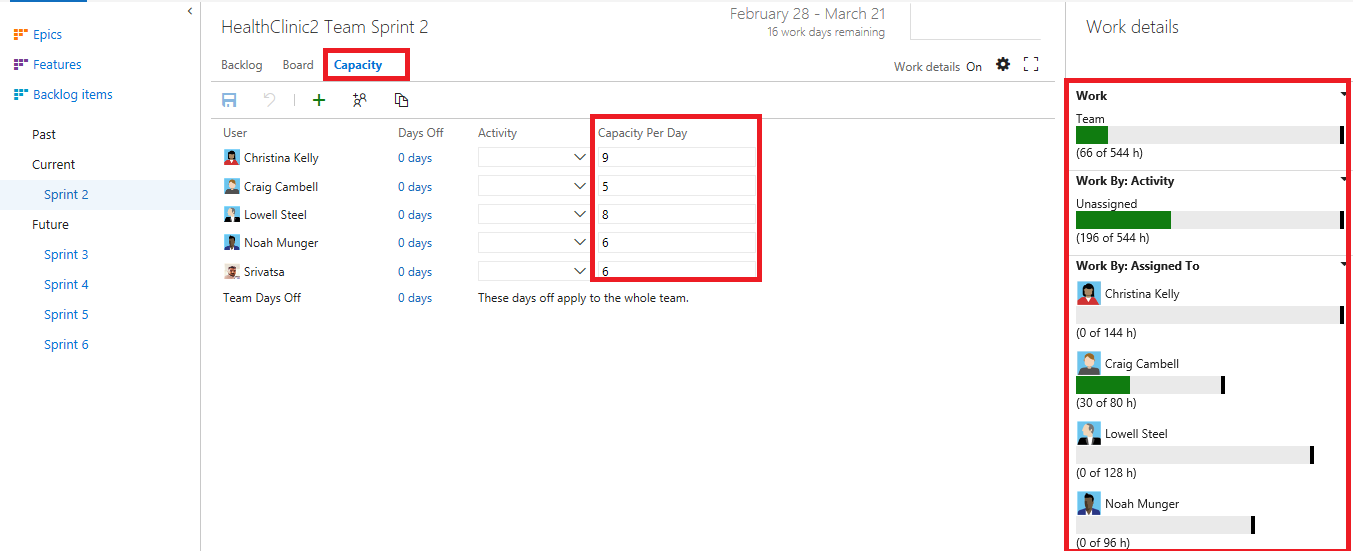 Epics
Features
Backlog items
Past
Current
Sprint 2
Future
Sprint 3
Sprint 4
Sprint 5
Sprint 6
HealthClinic2 Team Sprint 2
February 28 - March 21
16 work days remaining
Backlog Board Capacity
Work details On
User Days Off Activity Capacity Per Day
Christina Kelly 0 days 9
Craig Cambell 0 days 5
Lowell Steel 0 days 8
Noah Munger 0 days 6
Srivatsa 0 days 6
Team Days Off 0 days These days off apply to the whole team.
Work details
Work
Team
(66 of 544 h)
Work By: Activity
Unassigned
(196 of 544 h)
Work By: Assigned To
Christina Kelly
(0 of 144 h)
Craig Cambell
(30 of 80 h)
Lowell Steel
(0 of 128 h)
Noah Munger
(0 of 96 h)